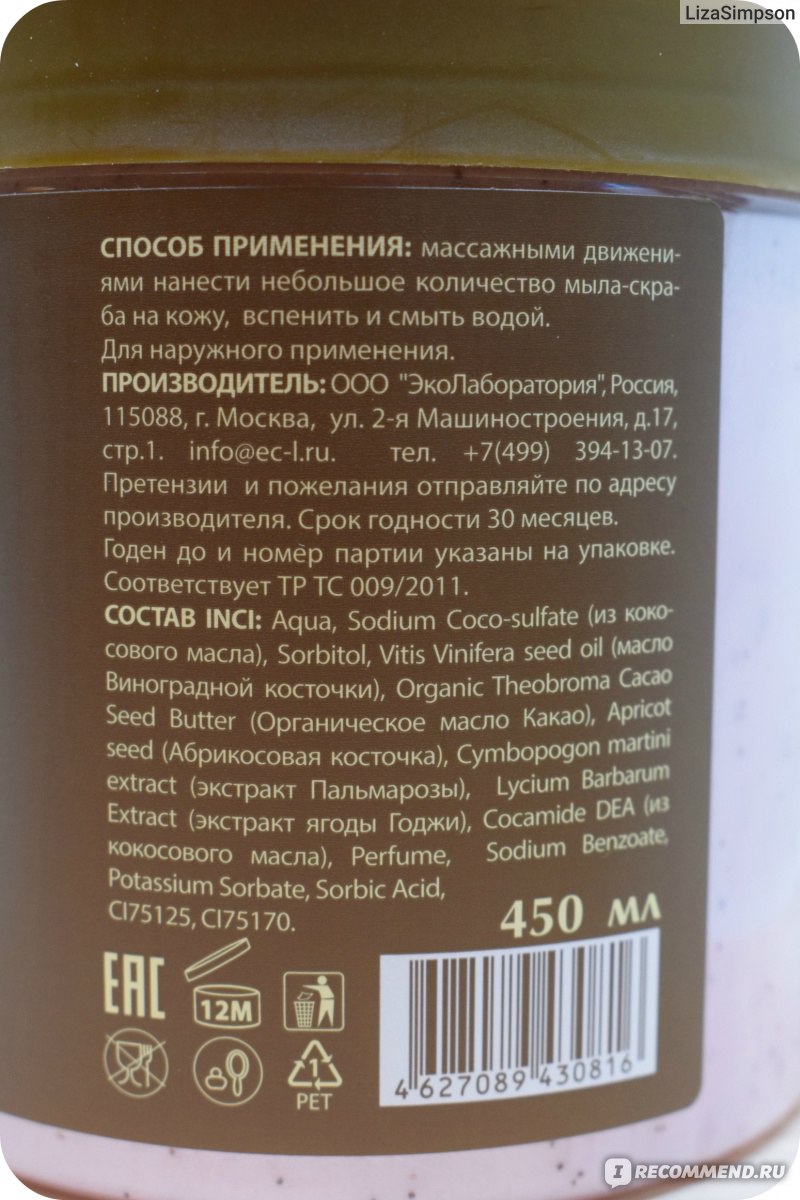 LizaSimpson
СПОСОБ ПРИМЕНЕНИЯ: массажными движени-
ями нанести небольшое количество мыла-скра-
ба на кожу, вспенить и смыть водой.
Для наружного применения.
ПРОИЗВОДИТЕЛЬ: ООО "ЭкоЛаборатория", Россия,
115088, г. Москва, ул. 2-я Машиностроения, д.17,
стр.1. info@ec-l.ru. тел. +7(499) 394-13-07.
Претензии и пожелания отправляйте по адресу
производителя. Срок годности 30 месяцев.
Годен до и номер партии указаны на упаковке.
Соответствует ТР ТС 009/2011.
СОСТАВ INCI: Aqua, Sodium Coco-sulfate (из коко-
сового масла), Sorbitol, Vitis Vinifera seed oil (масло
Виноградной косточки), Organic Theobroma Cacao
Seed Butter (Органическое масло Какао), Apricot
seed (Абрикосовая косточка), Cymbopogon martini
extract (экстракт Пальмарозы), Lycium Barbarum
Extract (экстракт ягоды Годжи), Cocamide DEA (из
кокосового масла), Perfume, Sodium Benzoate,
Potassium Sorbate, Sorbic Acid,
CI75125, CI75170.
450 мл
EAC
12M
1
PET
4 627089 430816
IRECOMMEND.RU